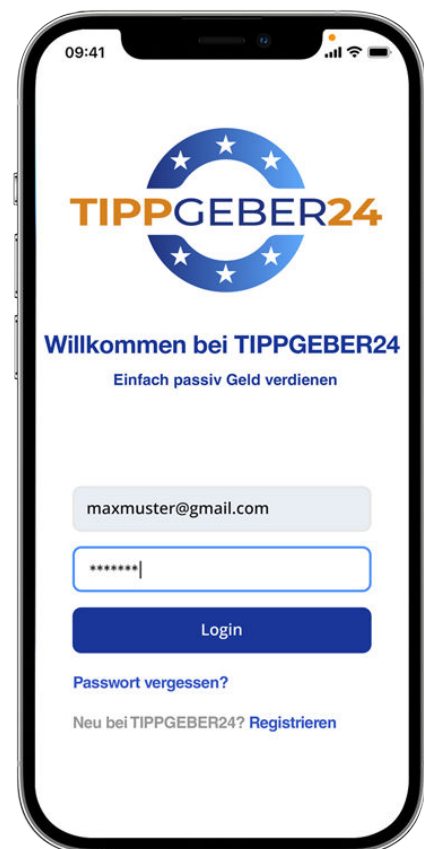 09:41
TIPPGEBER24
Willkommen bei TIPPGEBER24
Einfach passiv Geld verdienen
maxmuster@gmail.com
*******
Login
Passwort vergessen?
Neu bei TIPPGEBER24? Registrieren